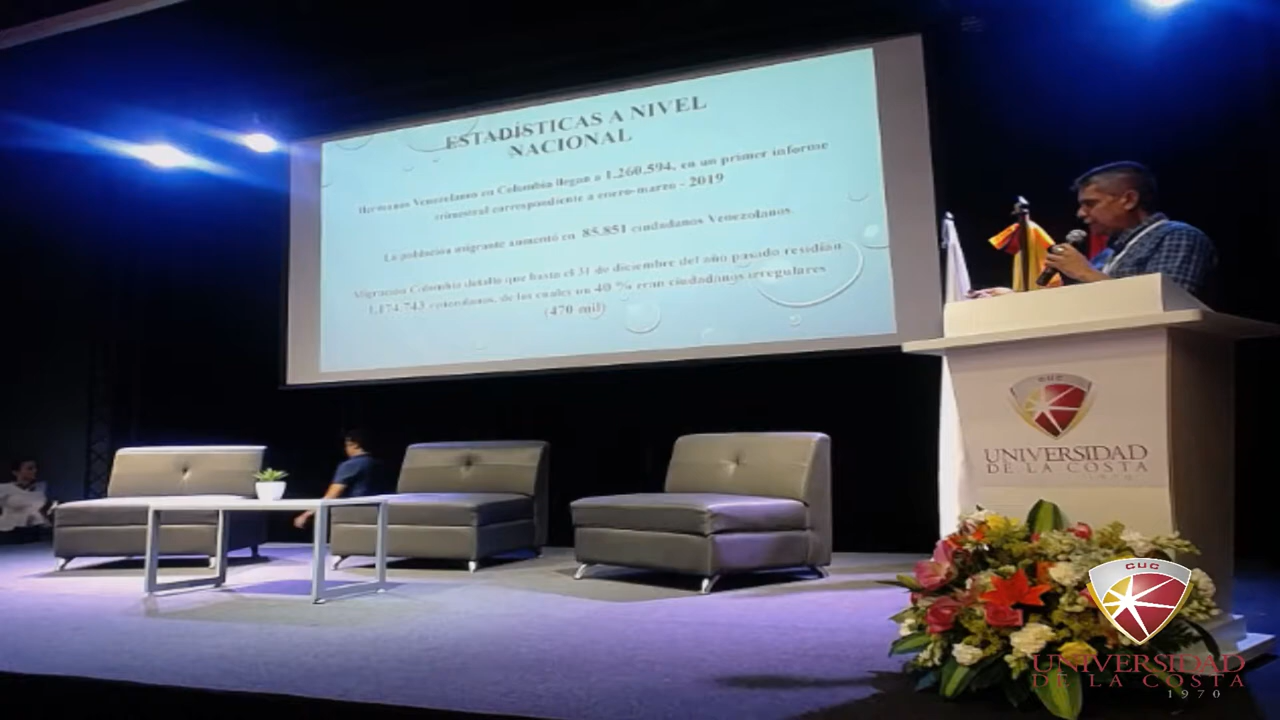 ESTADÍSTICAS A NIVEL
NACIONAL
Hermanos Venezolanos en Colombia llegan a 1.260.594, en un primer informe
trimestral correspondiente a enero-marzo - 2019
La población migrante aumentó en 85.851 ciudadanos Venezolanos
Migración Colombia detalló que hasta el 31 de diciembre del año pasado residían
1.174.743 venezolanos, de los cuales un 40 % eran ciudadanos irregulares
(470 mil)
CUC
UNIVERSIDAD
DE LA COSTA
1970
CUC
UNIVERSIDAD
DE LA COSTA
1970